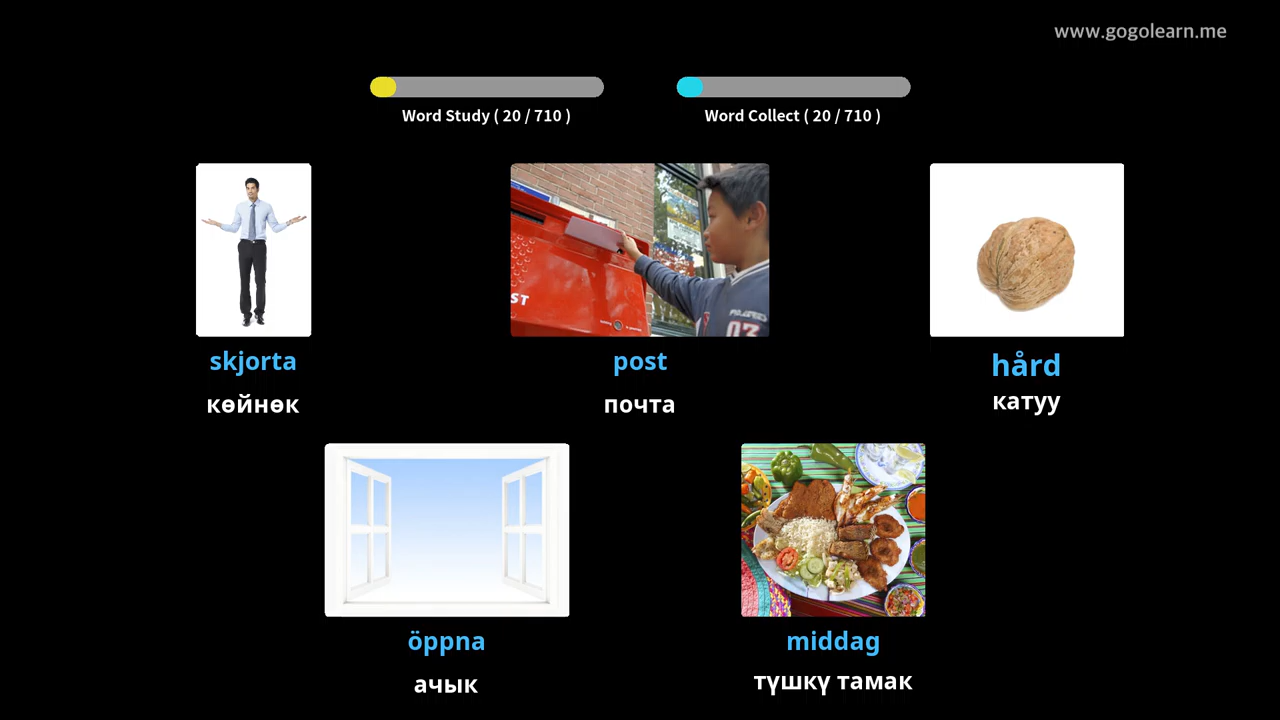 www.gogolearn.me
Word Study ( 20 / 710 )
Word Collect ( 20 / 710 )
ST
skjorta
post
hård
көйнөк
почта
катуу
öppna
middag
ачык
түшкү тамак